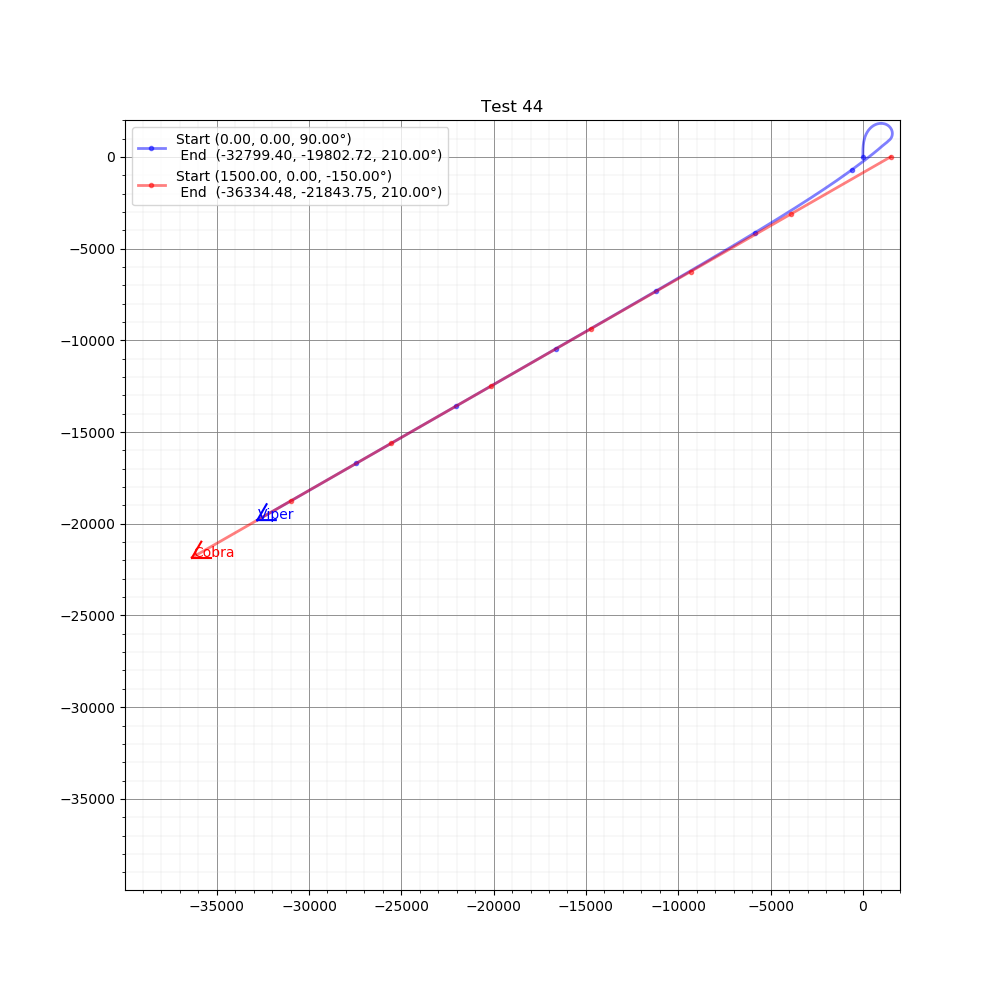 Test 44
Start (0.00, 0.00, 90.00°)
End  (-32799.40, -19802.72, 210.00°)
Start (1500.00, 0.00, -150.00°)
End  (-36334.48, -21843.75, 210.00°)
0
−5000
−10000
−15000
−20000
−25000
−30000
−35000
Viper
Cobra
−35000
−30000
−25000
−20000
−15000
−10000
−5000
0